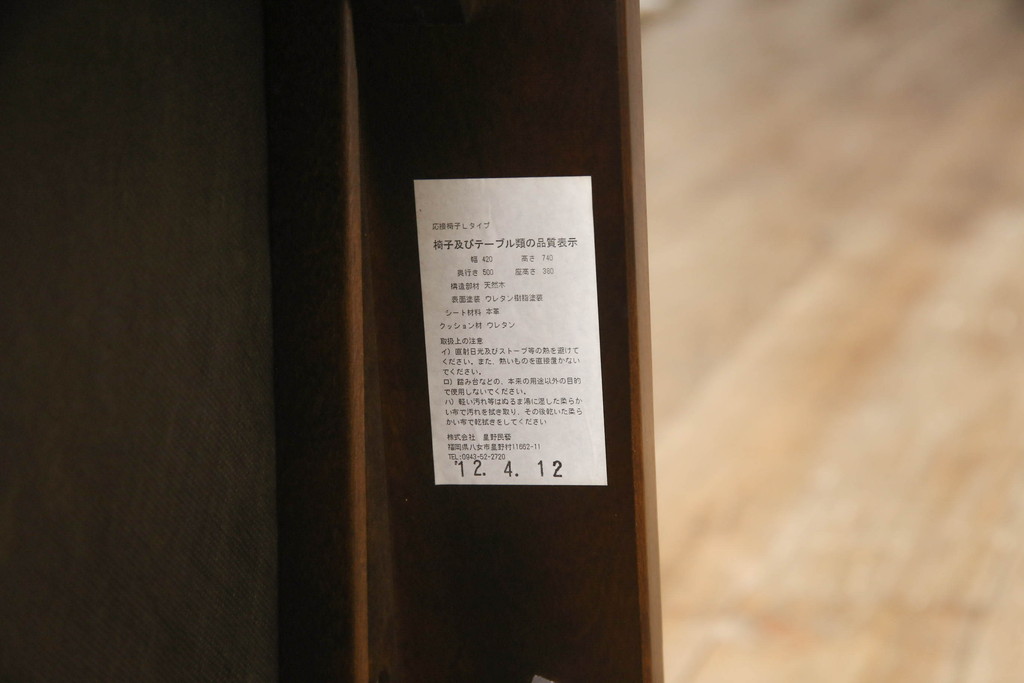 応接椅子Lタイプ
椅子及びテーブル類の品質表示
幅 420 高さ 740
奥行き 500 座高さ 380
構造部材 天然木
表面塗装 ウレタン樹脂塗装
シート材料 本革
クッション材 ウレタン
取扱上の注意
イ）直射日光及びストーブ等の熱を避けて
ください。また、熱いものを直接置かない
でください。
ロ）踏み台などの、本来の用途以外の目的
で使用しないでください。
ハ）軽い汚れ等はぬるま湯に湿した柔らか
い布で汚れを拭き取り、その後乾いた柔ら
かい布で乾拭きをしてください
株式会社 星野民藝
福岡県八女市星野村11662-11
TEL:0943-52-2720
'12. 4. 12